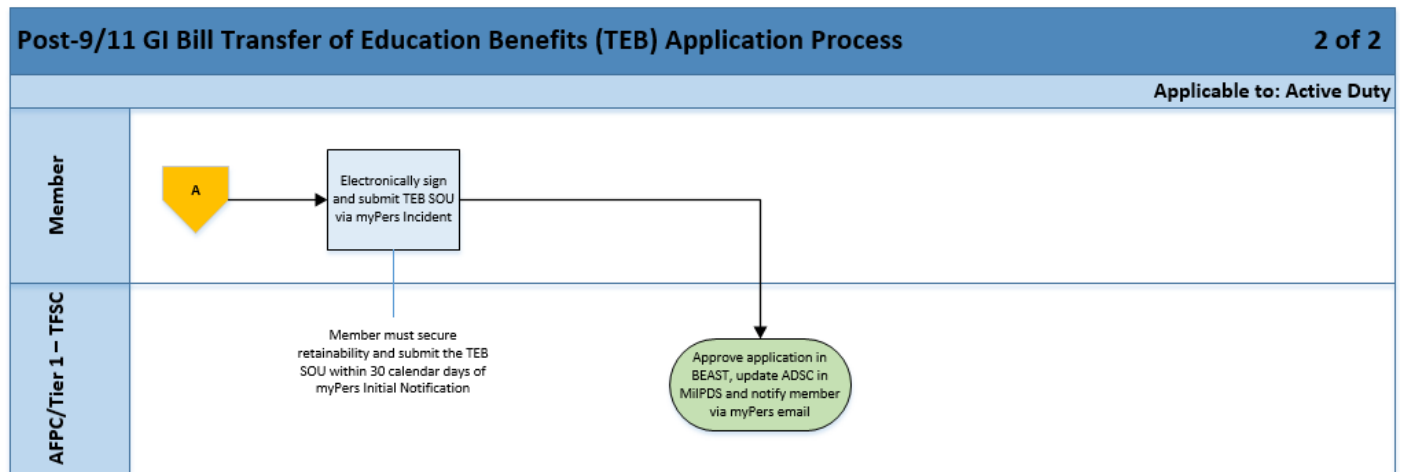 Post-9/11 GI Bill Transfer of Education Benefits (TEB) Application Process
2 of 2
Applicable to: Active Duty
Member
A
Electronically sign
and submit TEB SOU
via myPers Incident
AFPC/Tier 1 – TFSC
Member must secure
retainability and submit the TEB
SOU within 30 calendar days of
myPers Initial Notification
Approve application in
BEAST, update ADSC in
MilPDS and notify member
via myPers email